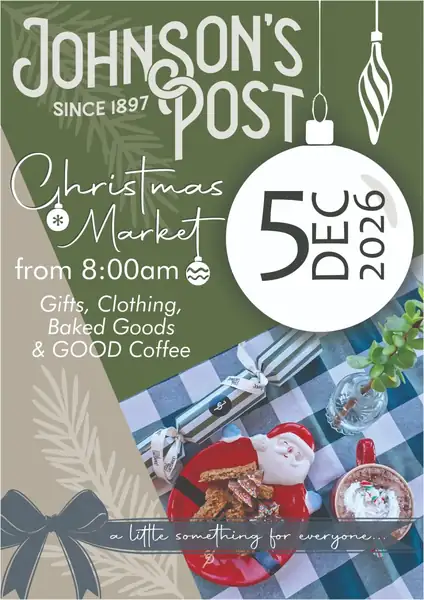 JOHNSON'S
SINCE 1897
POST
Christmas
Market
from 8:00am
5
DEC
2026
Gifts, Clothing,
Baked Goods
& GOOD Coffee
a little something for everyone...